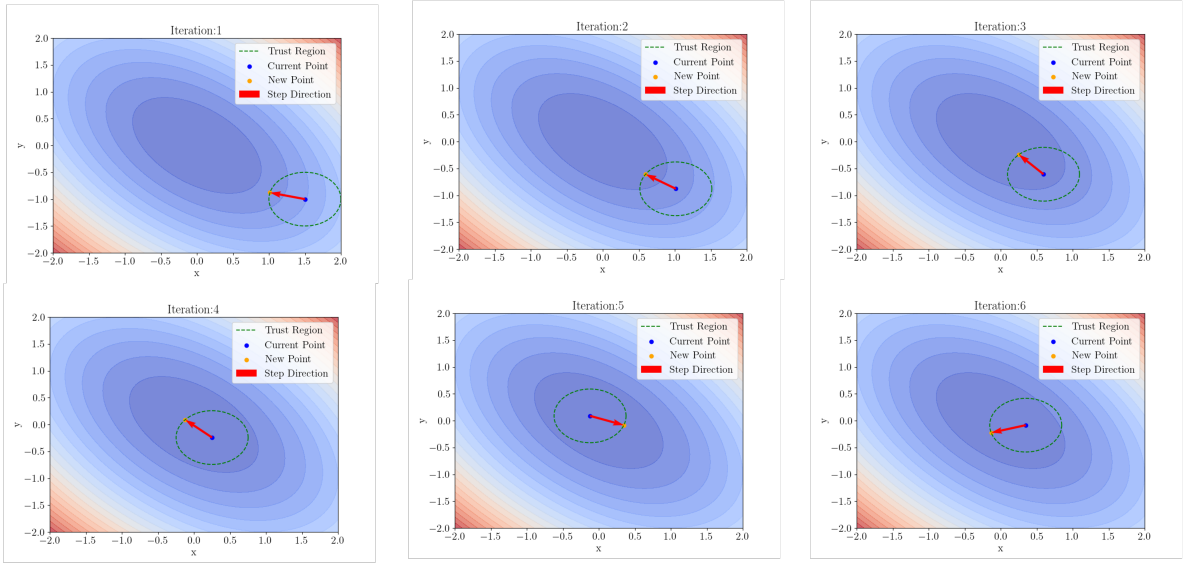 Iteration:1
Trust Region
Current Point
New Point
Step Direction
2.0
1.5
1.0
0.5
0.0
−0.5
−1.0
−1.5
−2.0
y
−2.0 −1.5 −1.0 −0.5 0.0 0.5 1.0 1.5 2.0
x
Iteration:2
Trust Region
Current Point
New Point
Step Direction
2.0
1.5
1.0
0.5
0.0
−0.5
−1.0
−1.5
−2.0
y
−2.0 −1.5 −1.0 −0.5 0.0 0.5 1.0 1.5 2.0
x
Iteration:3
Trust Region
Current Point
New Point
Step Direction
2.0
1.5
1.0
0.5
0.0
−0.5
−1.0
−1.5
−2.0
y
−2.0 −1.5 −1.0 −0.5 0.0 0.5 1.0 1.5 2.0
x
Iteration:4
Trust Region
Current Point
New Point
Step Direction
2.0
1.5
1.0
0.5
0.0
−0.5
−1.0
−1.5
−2.0
y
−2.0 −1.5 −1.0 −0.5 0.0 0.5 1.0 1.5 2.0
x
Iteration:5
Trust Region
Current Point
New Point
Step Direction
2.0
1.5
1.0
0.5
0.0
−0.5
−1.0
−1.5
−2.0
y
−2.0 −1.5 −1.0 −0.5 0.0 0.5 1.0 1.5 2.0
x
Iteration:6
Trust Region
Current Point
New Point
Step Direction
2.0
1.5
1.0
0.5
0.0
−0.5
−1.0
−1.5
−2.0
y
−2.0 −1.5 −1.0 −0.5 0.0 0.5 1.0 1.5 2.0
x